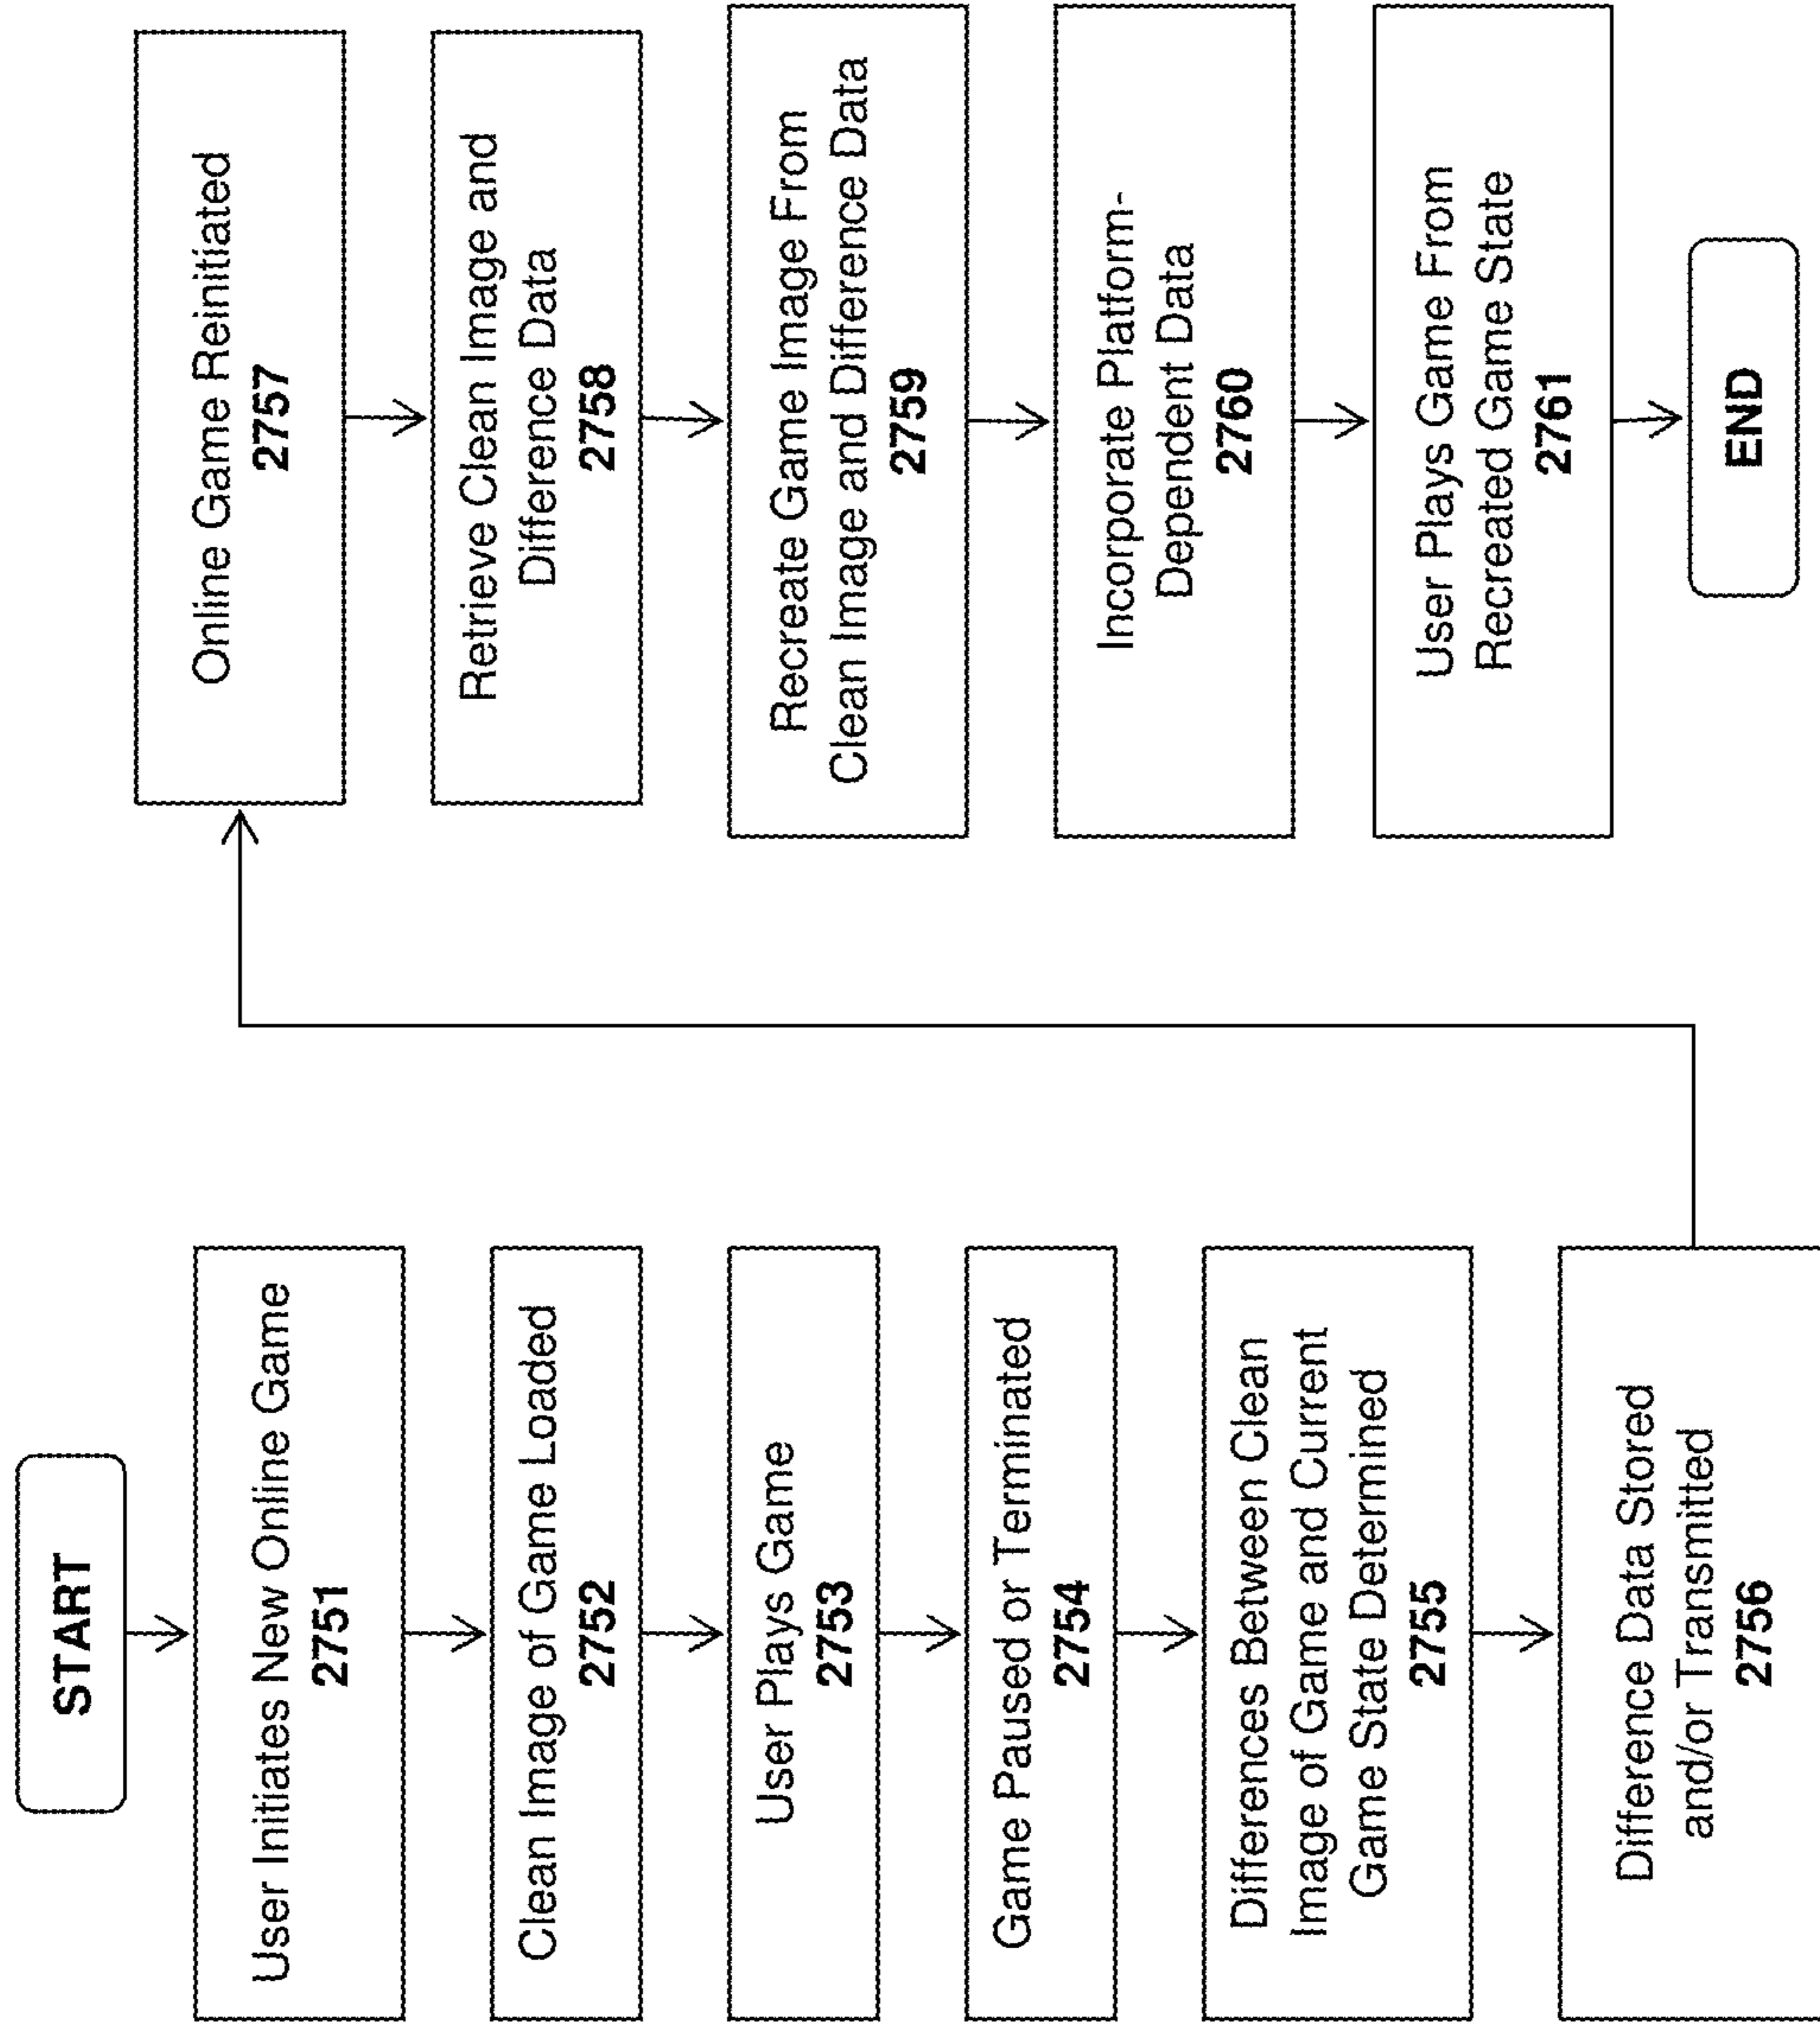 START
User Initiates New Online Game
2751
Clean Image of Game Loaded
2752
User Plays Game
2753
Game Paused or Terminated
2754
Differences Between Clean
Image of Game and Current
Game State Determined
2755
Difference Data Stored
and/or Transmitted
2756
Online Game Reinitiated
2757
Retrieve Clean Image and
Difference Data
2758
Recreate Game Image From
Clean Image and Difference Data
2759
Incorporate Platform-
Dependent Data
2760
User Plays Game From
Recreated Game State
2761
END